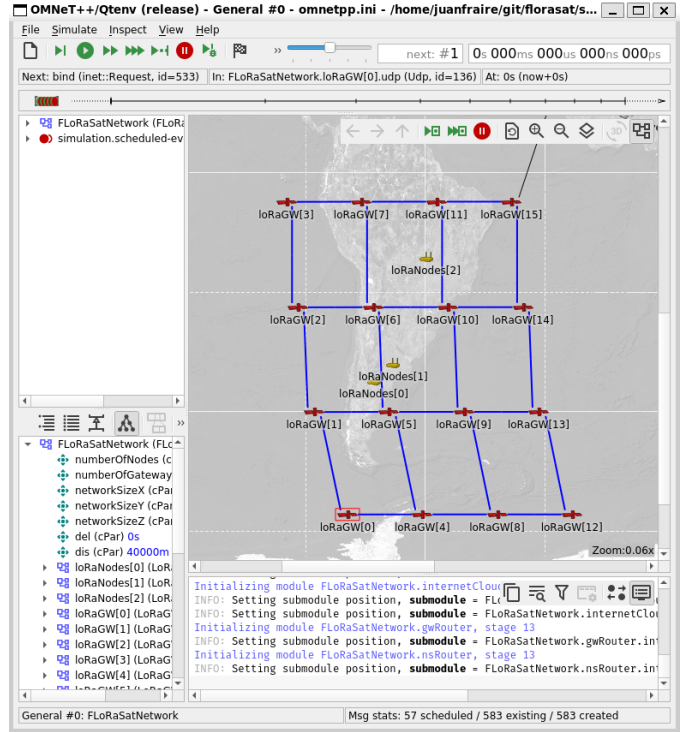 OMNeT++/Qtenv (release) - General #0 - omnetpp.ini - /home/juanfraire/git/florasat/s...
File Simulate Inspect View Help
» next: #1 0s 000ms 000us 000ns 000ps
Next: bind (inet::Request, id=533) In: FLoRaSatNetwork.loRaGW[0].udp (Udp, id=136) At: 0s (now+0s)
FLoRaSatNetwork (FLoRa
simulation.scheduled-ev
3D
loRaGW[3] loRaGW[7] loRaGW[11] loRaGW[15]
loRaNodes[2]
loRaGW[2] loRaGW[6] loRaGW[10] loRaGW[14]
loRaNodes[1]
loRaNodes[0]
loRaGW[1] loRaGW[5] loRaGW[9] loRaGW[13]
loRaGW[0] loRaGW[4] loRaGW[8] loRaGW[12]
Zoom:0.06x
»
FLoRaSatNetwork (FLo
numberOfNodes (c
numberOfGateway
networkSizeX (cPar
networkSizeY (cPar
networkSizeZ (cPar
del (cPar) 0s
dis (cPar) 40000m
loRaNodes[0] (LoRa
loRaNodes[1] (LoRa
loRaNodes[2] (LoRa
loRaGW[0] (LoRaG
loRaGW[1] (LoRaG
loRaGW[2] (LoRaG
loRaGW[3] (LoRaG
loRaGW[4] (LoRaG
Initializing module FLoRaSatNetwork.internetCloud
INFO: Setting submodule position, submodule = FLo
INFO: Setting submodule position, submodule = FLoRaSatNetwork.internetClou
Initializing module FLoRaSatNetwork.gwRouter, stage 13
INFO: Setting submodule position, submodule = FLoRaSatNetwork.gwRouter.int
Initializing module FLoRaSatNetwork.nsRouter, stage 13
INFO: Setting submodule position, submodule = FLoRaSatNetwork.nsRouter.int
General #0: FLoRaSatNetwork Msg stats: 57 scheduled / 583 existing / 583 created